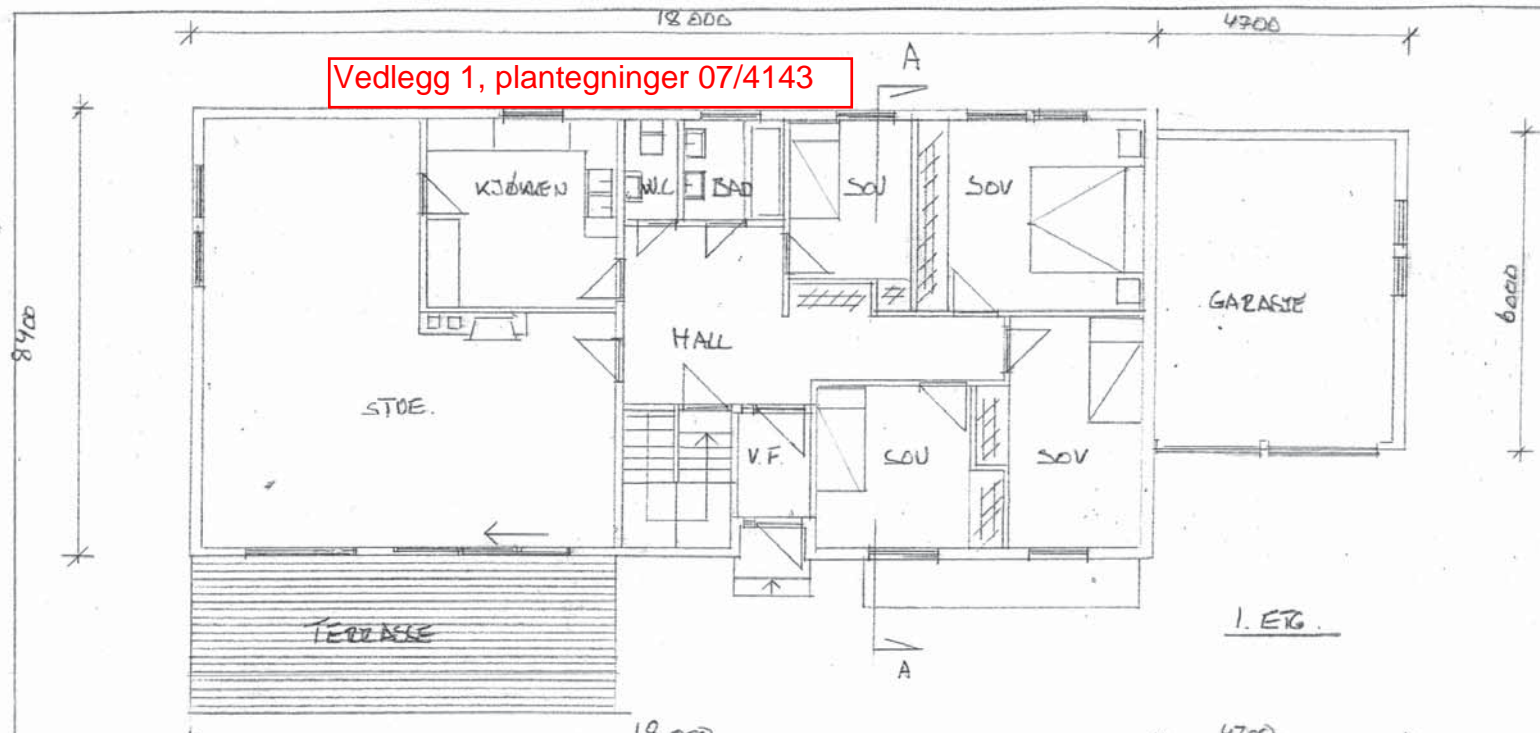 18 000
4700
Vedlegg 1, plantegninger 07/4143
A
KJØKKEN
W.C
BAD
SOV
SOV
GARASJE
8400
6000
HALL
STUE.
V.F.
SOV
SOV
TERRASSE
1. ETG.
A
4700